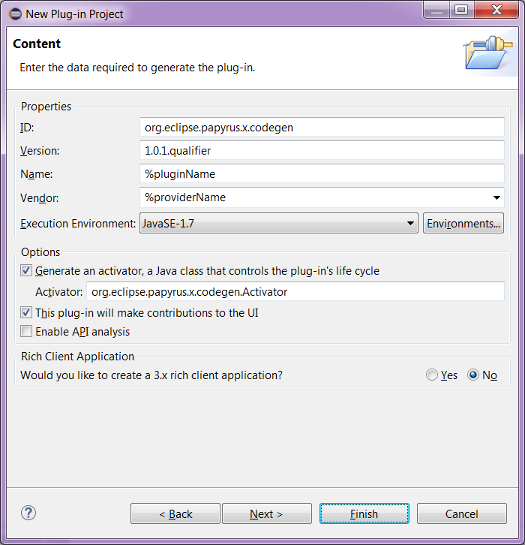 New Plug-in Project
Content
Enter the data required to generate the plug-in.
Properties
ID: org.eclipse.papyrus.x.codegen
Version: 1.0.1.qualifier
Name: %pluginName
Vendor: %providerName
Execution Environment: JavaSE-1.7 Environments...
Options
Generate an activator, a Java class that controls the plug-in's life cycle
Activator: org.eclipse.papyrus.x.codegen.Activator
This plug-in will make contributions to the UI
Enable API analysis
Rich Client Application
Would you like to create a 3.x rich client application? Yes No
? < Back Next > Finish Cancel